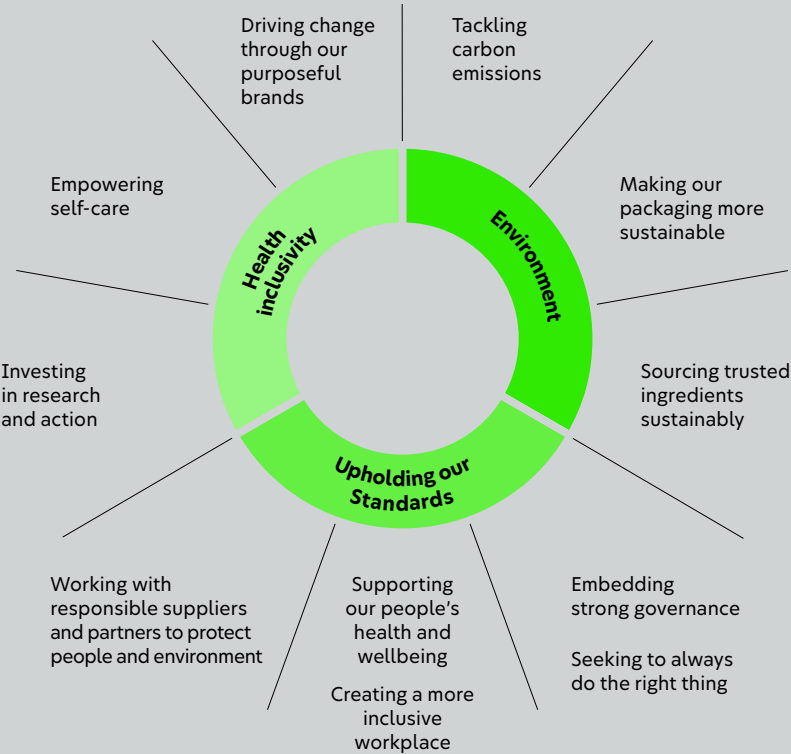 Driving change
through our
purposeful
brands
Tackling
carbon
emissions
Empowering
self-care
Making our
packaging more
sustainable
Health
inclusivity
Environment
Investing
in research
and action
Sourcing trusted
ingredients
sustainably
Upholding our
Standards
Working with
responsible suppliers
and partners to protect
people and environment
Supporting
our people's
health and
wellbeing
Creating a more
inclusive
workplace
Embedding
strong governance
Seeking to always
do the right thing